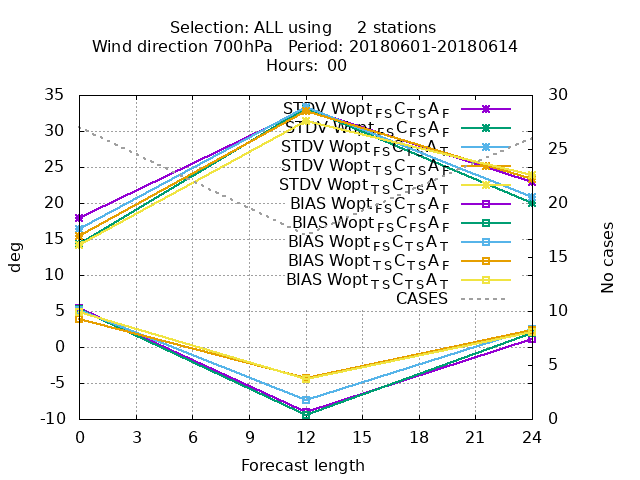 Selection: ALL using 2 stations
Wind direction 700hPa Period: 20180601-20180614
Hours: 00
35
30
25
20
15
10
5
0
-5
-10
deg
STDV Wopt FS C TS A F
STDV Wopt FS C FS A F
STDV Wopt FS C TS A T
STDV Wopt TS C TS A F
STDV Wopt TS C TS A T
BIAS Wopt FS C TS A F
BIAS Wopt FS C FS A F
BIAS Wopt FS C TS A T
BIAS Wopt TS C TS A F
BIAS Wopt TS C TS A T
CASES
30
25
20
15
10
5
0
No cases
0 3 6 9 12 15 18 21 24
Forecast length